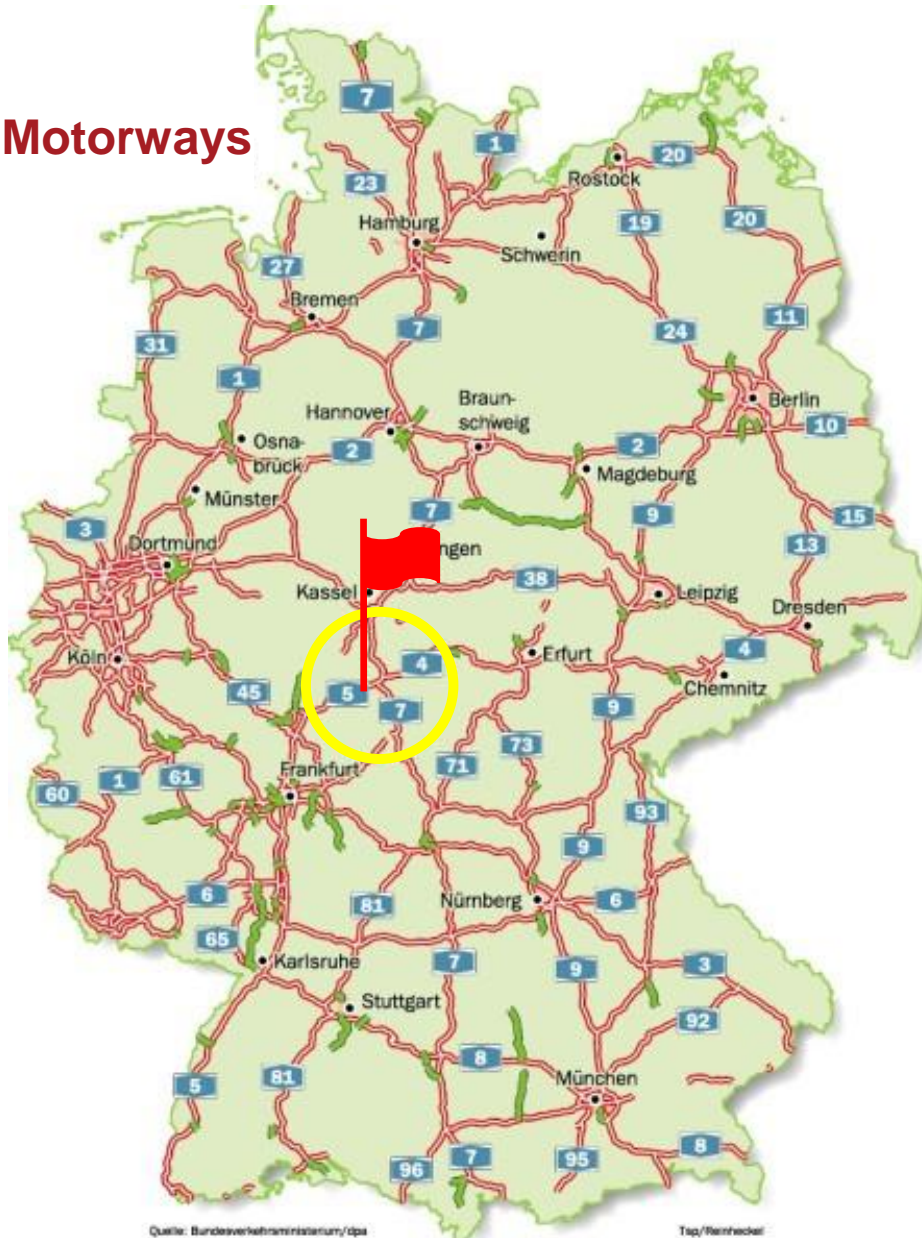 Motorways
7
1
23
Rostock
20
Hamburg
19
20
Schwerin
27
Bremen
7
24
11
31
1
Hannover
Braun-
schweig
Berlin
10
Osna-
brück
2
2
Magdeburg
Münster
7
9
15
3
Dortmund
13
ngen
38
Kassel
Leipzig
Dresden
Köln
4
Erfurt
4
45
5
Chemnitz
7
9
73
71
Frankfurt
60
1
61
93
9
6
81
Nürnberg
6
65
Karlsruhe
7
9
3
Stuttgart
92
8
5
81
München
96
7
95
8
Quelle: Bundesverkehrsministerium/dpa
Tsp/Reinheckel